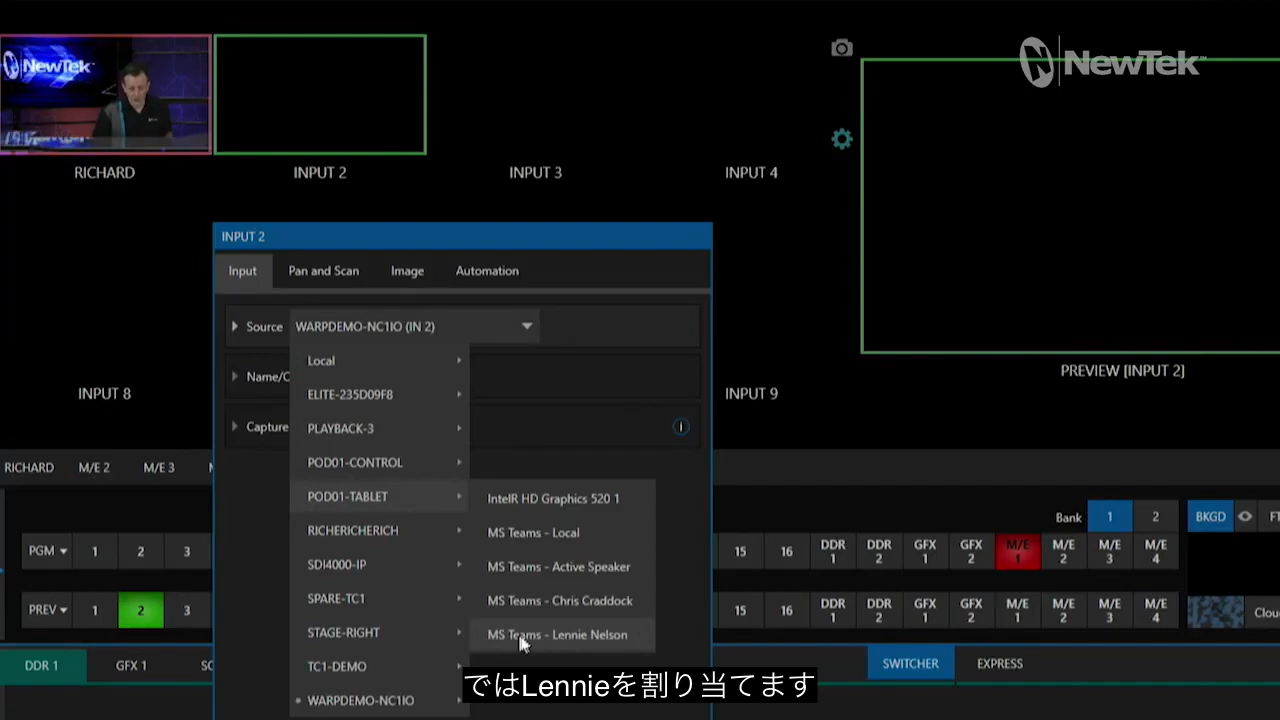 NewTek
NewTek
RICHARD
INPUT 2
INPUT 3
INPUT 4
INPUT 2
Input
Pan and Scan
Image
Automation
Source
WARPDEMO-NC1IO (IN 2)
Local
Name/C
ELITE-235D09F8
PLAYBACK-3
Capture
POD01-CONTROL
POD01-TABLET
RICHERICHERICH
SDI4000-IP
SPARE-TC1
STAGE-RIGHT
TC1-DEMO
WARPDEMO-NC1IO
IntelR HD Graphics 520 1
MS Teams - Local
MS Teams - Active Speaker
MS Teams - Chris Craddock
MS Teams - Lennie Nelson
PREVIEW [INPUT 2]
INPUT 8
INPUT 9
RICHARD
M/E 2
M/E 3
Bank
1
2
BKGD
PGM
1
2
3
15
16
DDR 1
DDR 2
GFX 1
GFX 2
M/E 1
M/E 2
M/E 3
M/E 4
PREV
1
2
3
15
16
DDR 1
DDR 2
GFX 1
GFX 2
M/E 1
M/E 2
M/E 3
M/E 4
Clou
DDR 1
GFX 1
SWITCHER
EXPRESS
ではLennieを割り当てます